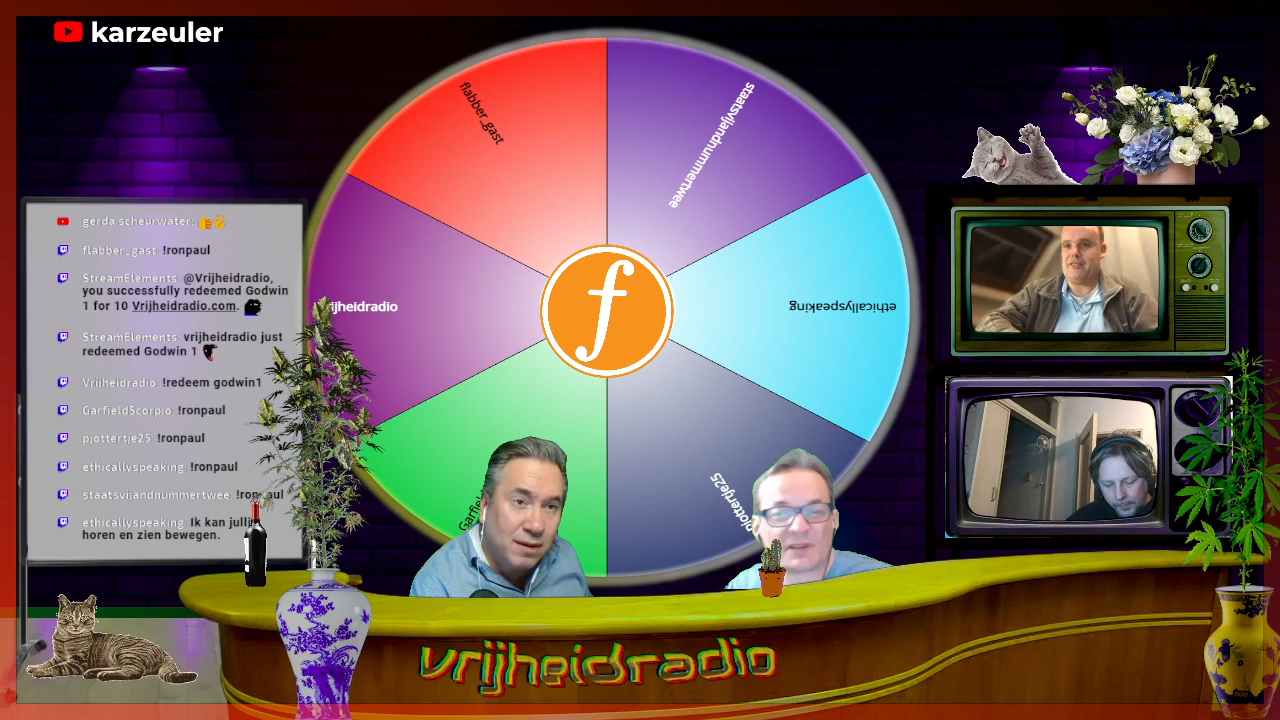 karzeuler
gerda scheurwater:
flabber_gast: !ronpaul
StreamElements: @Vrijheidradio,
you successfully redeemed Godwin
1 for 10 Vrijheidradio.com.
StreamElements: vrijheidradio just
redeemed Godwin 1
Vrijheidradio: !redeem godwin1
GarfieldScorpio: !ronpaul
pjottertje25: !ronpaul
ethicallyspeaking: !ronpaul
staatsvijandnummertwee: !ronpaul
ethicallyspeaking: Ik kan
horen en zien bewegen.
flabber_gast
staatsvijandnummertwee
vrijheidradio
ethicallyspeaking
f
vrijheidradio